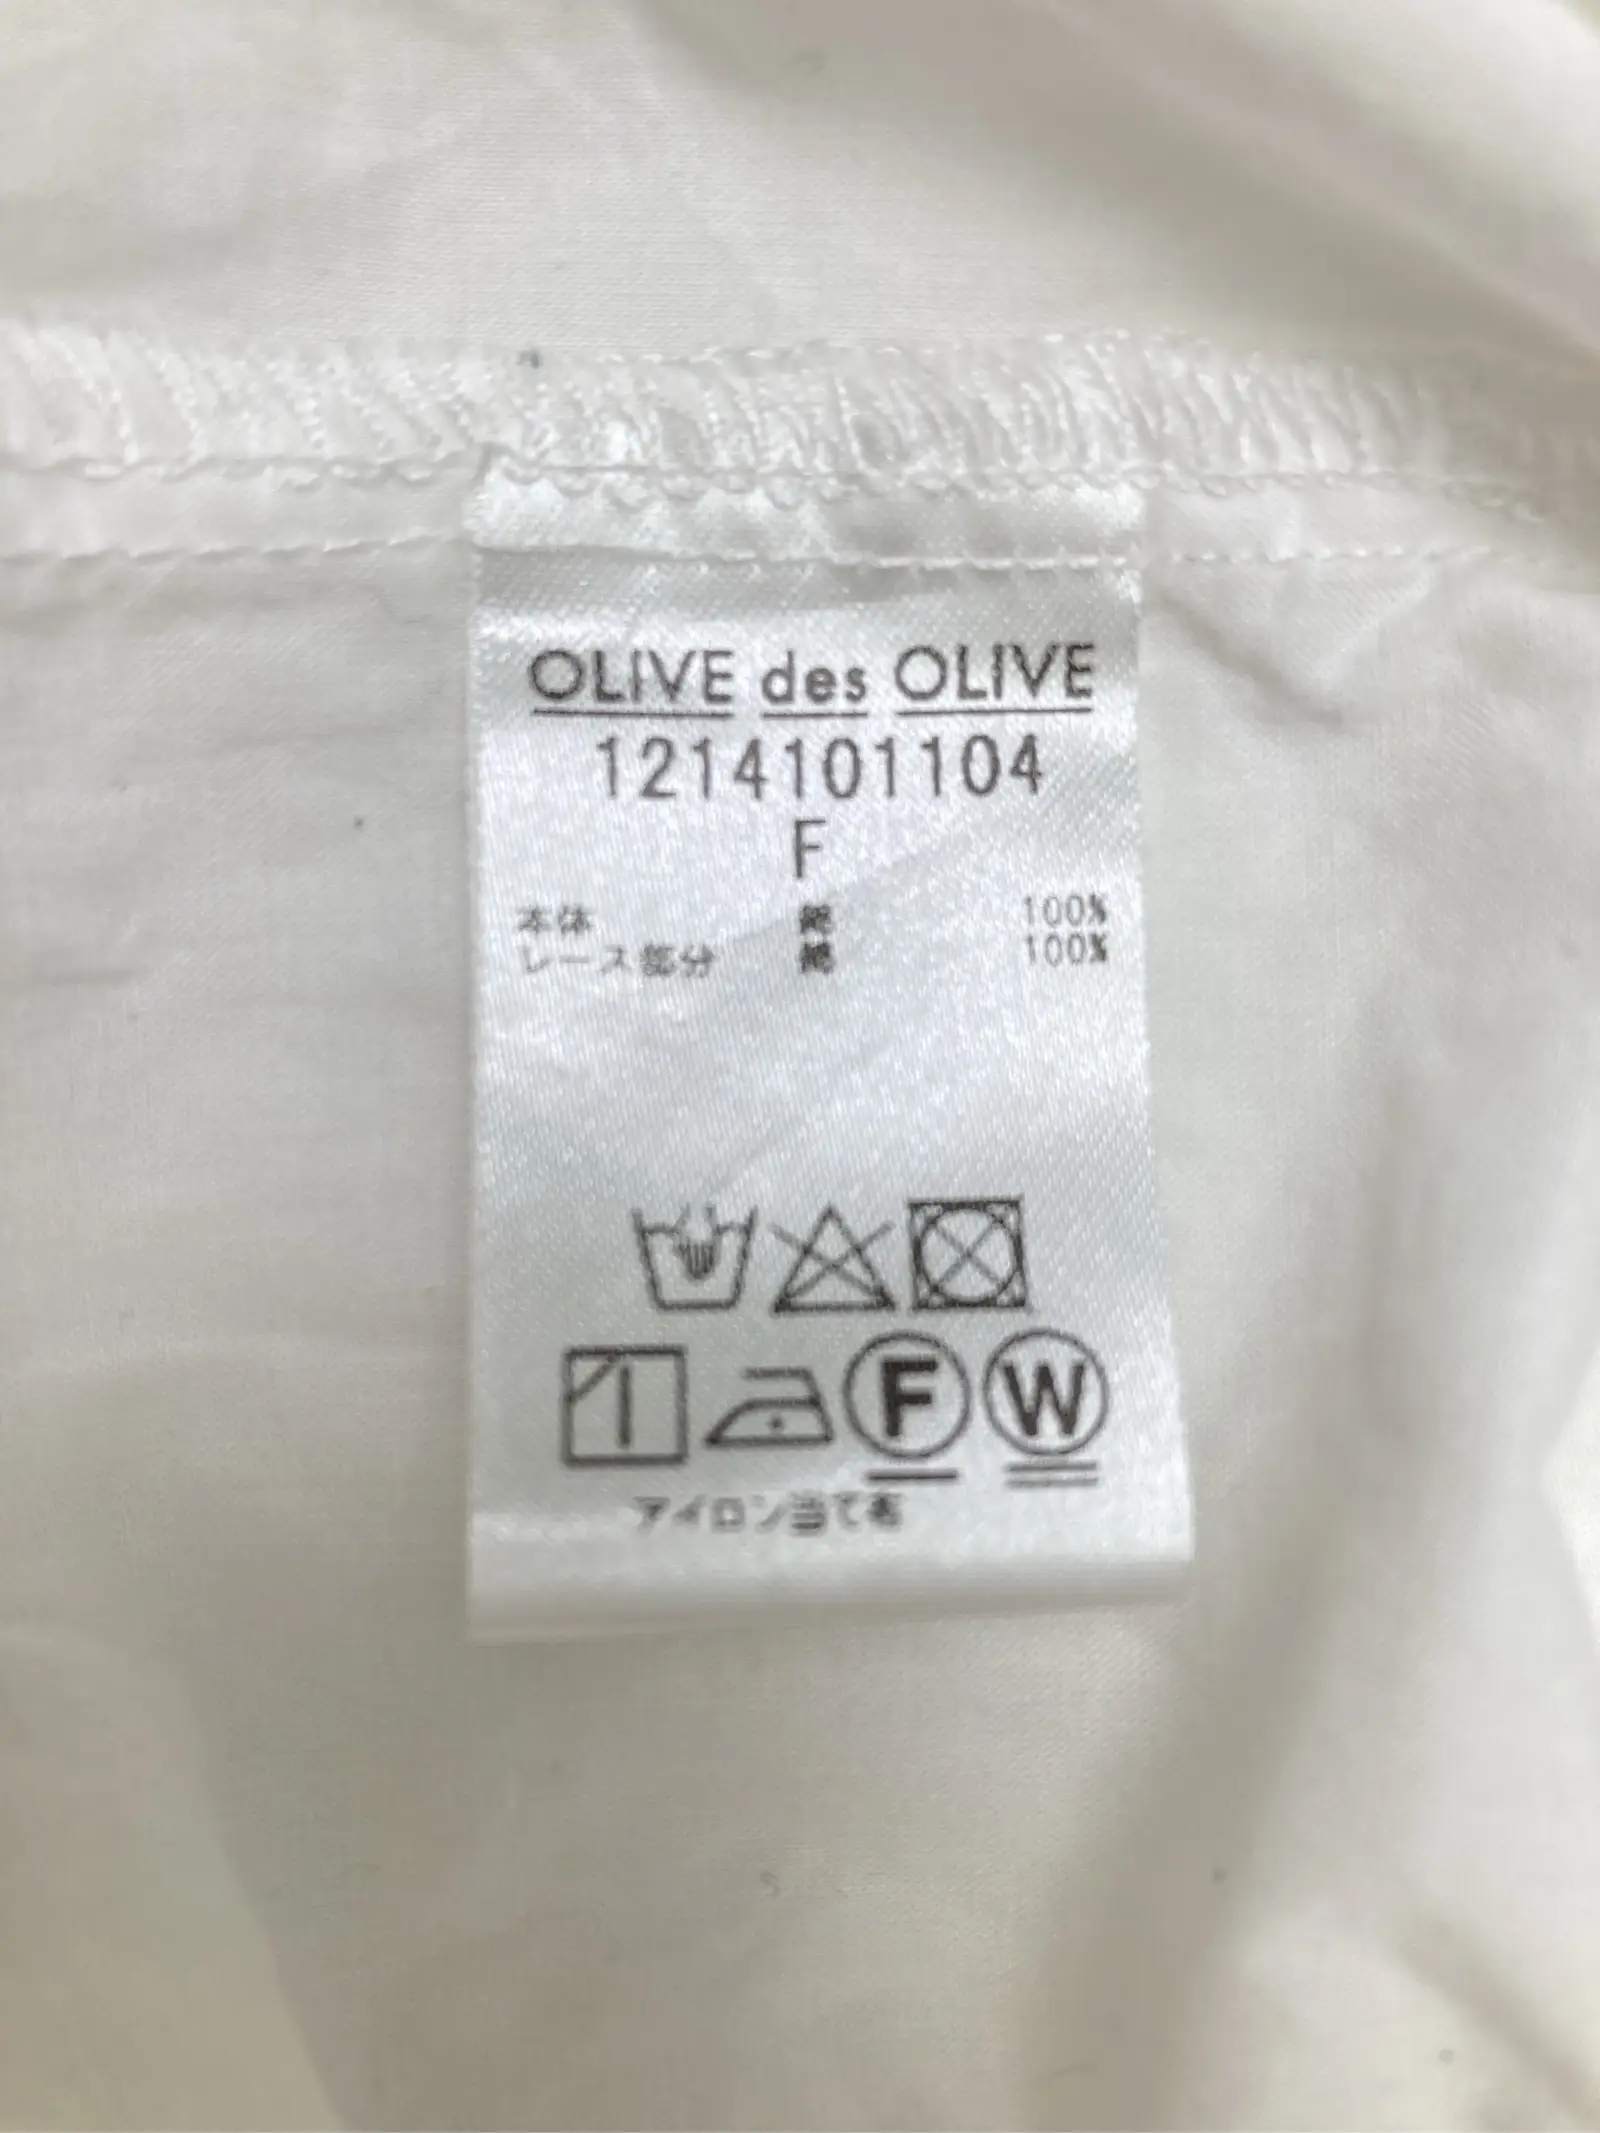 OLIVE des OLIVE
1214101104
F
本体 綿 100%
レース部分 綿 100%
F W
アイロン当て布